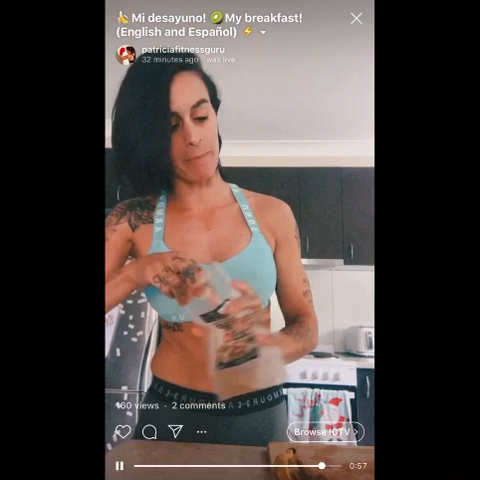 🍌Mi desayuno! 🥝My breakfast!
(English and Español) ⚡
patriciafitnessguru
32 minutes ago · was live
160 views · 2 comments
Browse IGTV >
0:57